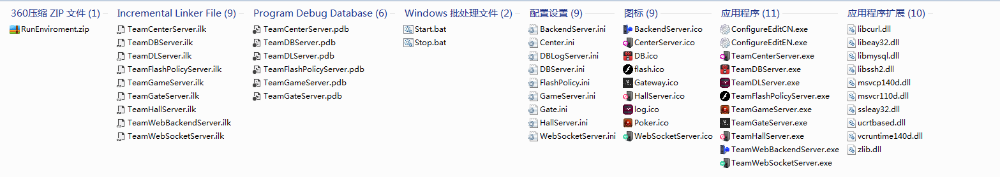 360压缩 ZIP 文件 (1)
RunEnviroment.zip
Incremental Linker File (9)
TeamCenterServer.ilk
TeamDBServer.ilk
TeamDLServer.ilk
TeamFlashPolicyServer.ilk
TeamGameServer.ilk
TeamGateServer.ilk
TeamHallServer.ilk
TeamWebBackendServer.ilk
TeamWebSocketServer.ilk
Program Debug Database (6)
TeamCenterServer.pdb
TeamDBServer.pdb
TeamDLServer.pdb
TeamFlashPolicyServer.pdb
TeamGameServer.pdb
TeamGateServer.pdb
Windows 批处理文件 (2)
Start.bat
Stop.bat
配置设置 (9)
BackendServer.ini
Center.ini
DBLogServer.ini
DBServer.ini
FlashPolicy.ini
GameServer.ini
Gate.ini
HallServer.ini
WebSocketServer.ini
图标 (9)
BackendServer.ico
CenterServer.ico
DB.ico
flash.ico
Gateway.ico
HallServer.ico
log.ico
Poker.ico
WebSocketServer.ico
应用程序 (11)
ConfigureEditCN.exe
ConfigureEditEN.exe
TeamCenterServer.exe
TeamDBServer.exe
TeamDLServer.exe
TeamFlashPolicyServer.exe
TeamGameServer.exe
TeamGateServer.exe
TeamHallServer.exe
TeamWebBackendServer.exe
TeamWebSocketServer.exe
应用程序扩展 (10)
libcurl.dll
libeay32.dll
libmysql.dll
libssh2.dll
msvcp140d.dll
msvcr110d.dll
ssleay32.dll
ucrtbased.dll
vcruntime140d.dll
zlib.dll